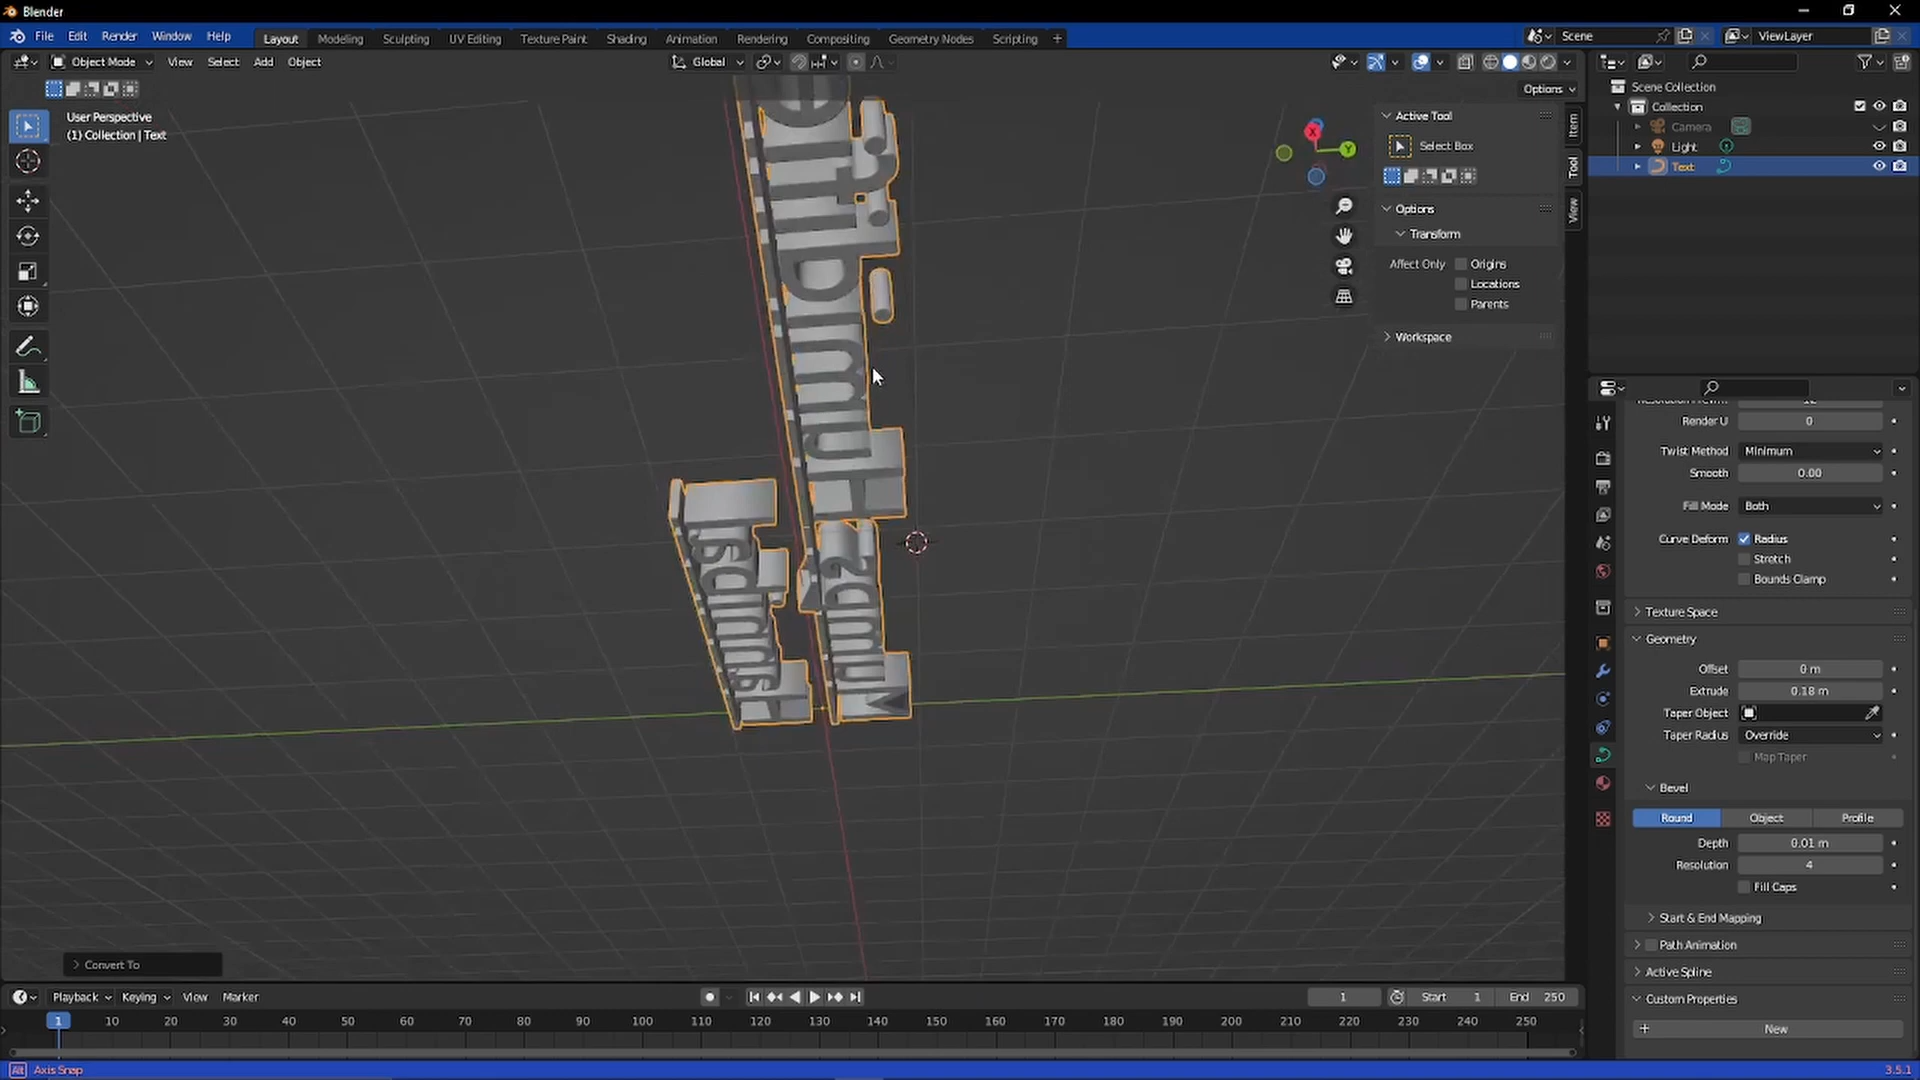 Blender
File Edit Render Window Help
Layout Modeling Sculpting UV Editing Texture Paint Shading Animation Rendering Compositing Geometry Nodes Scripting +
Scene
ViewLayer
Object Mode View Select Add Object
Global
Options
User Perspective
(1) Collection | Text
X
Y
Active Tool
Select Box
Options
Transform
Affect Only Origins
Locations
Parents
Workspace
Item
Tool
View
Scene Collection
Collection
Camera
Light
Text
Render U 0
Twist Method Minimum
Smooth 0.00
Fill Mode Both
Curve Deform Radius
Stretch
Bounds Clamp
Texture Space
Geometry
Offset 0 m
Extrude 0.18 m
Taper Object
Taper Radius Override
Map Taper
Bevel
Round Object Profile
Depth 0.01 m
Resolution 4
Fill Caps
Start & End Mapping
Path Animation
Active Spline
Custom Properties
New
Convert To
Playback Keying View Marker
1 Start 1 End 250
1 10 20 30 40 50 60 70 80 90 100 110 120 130 140 150 160 170 180 190 200 210 220 230 240 250
Alt Axis Snap
3.5.1